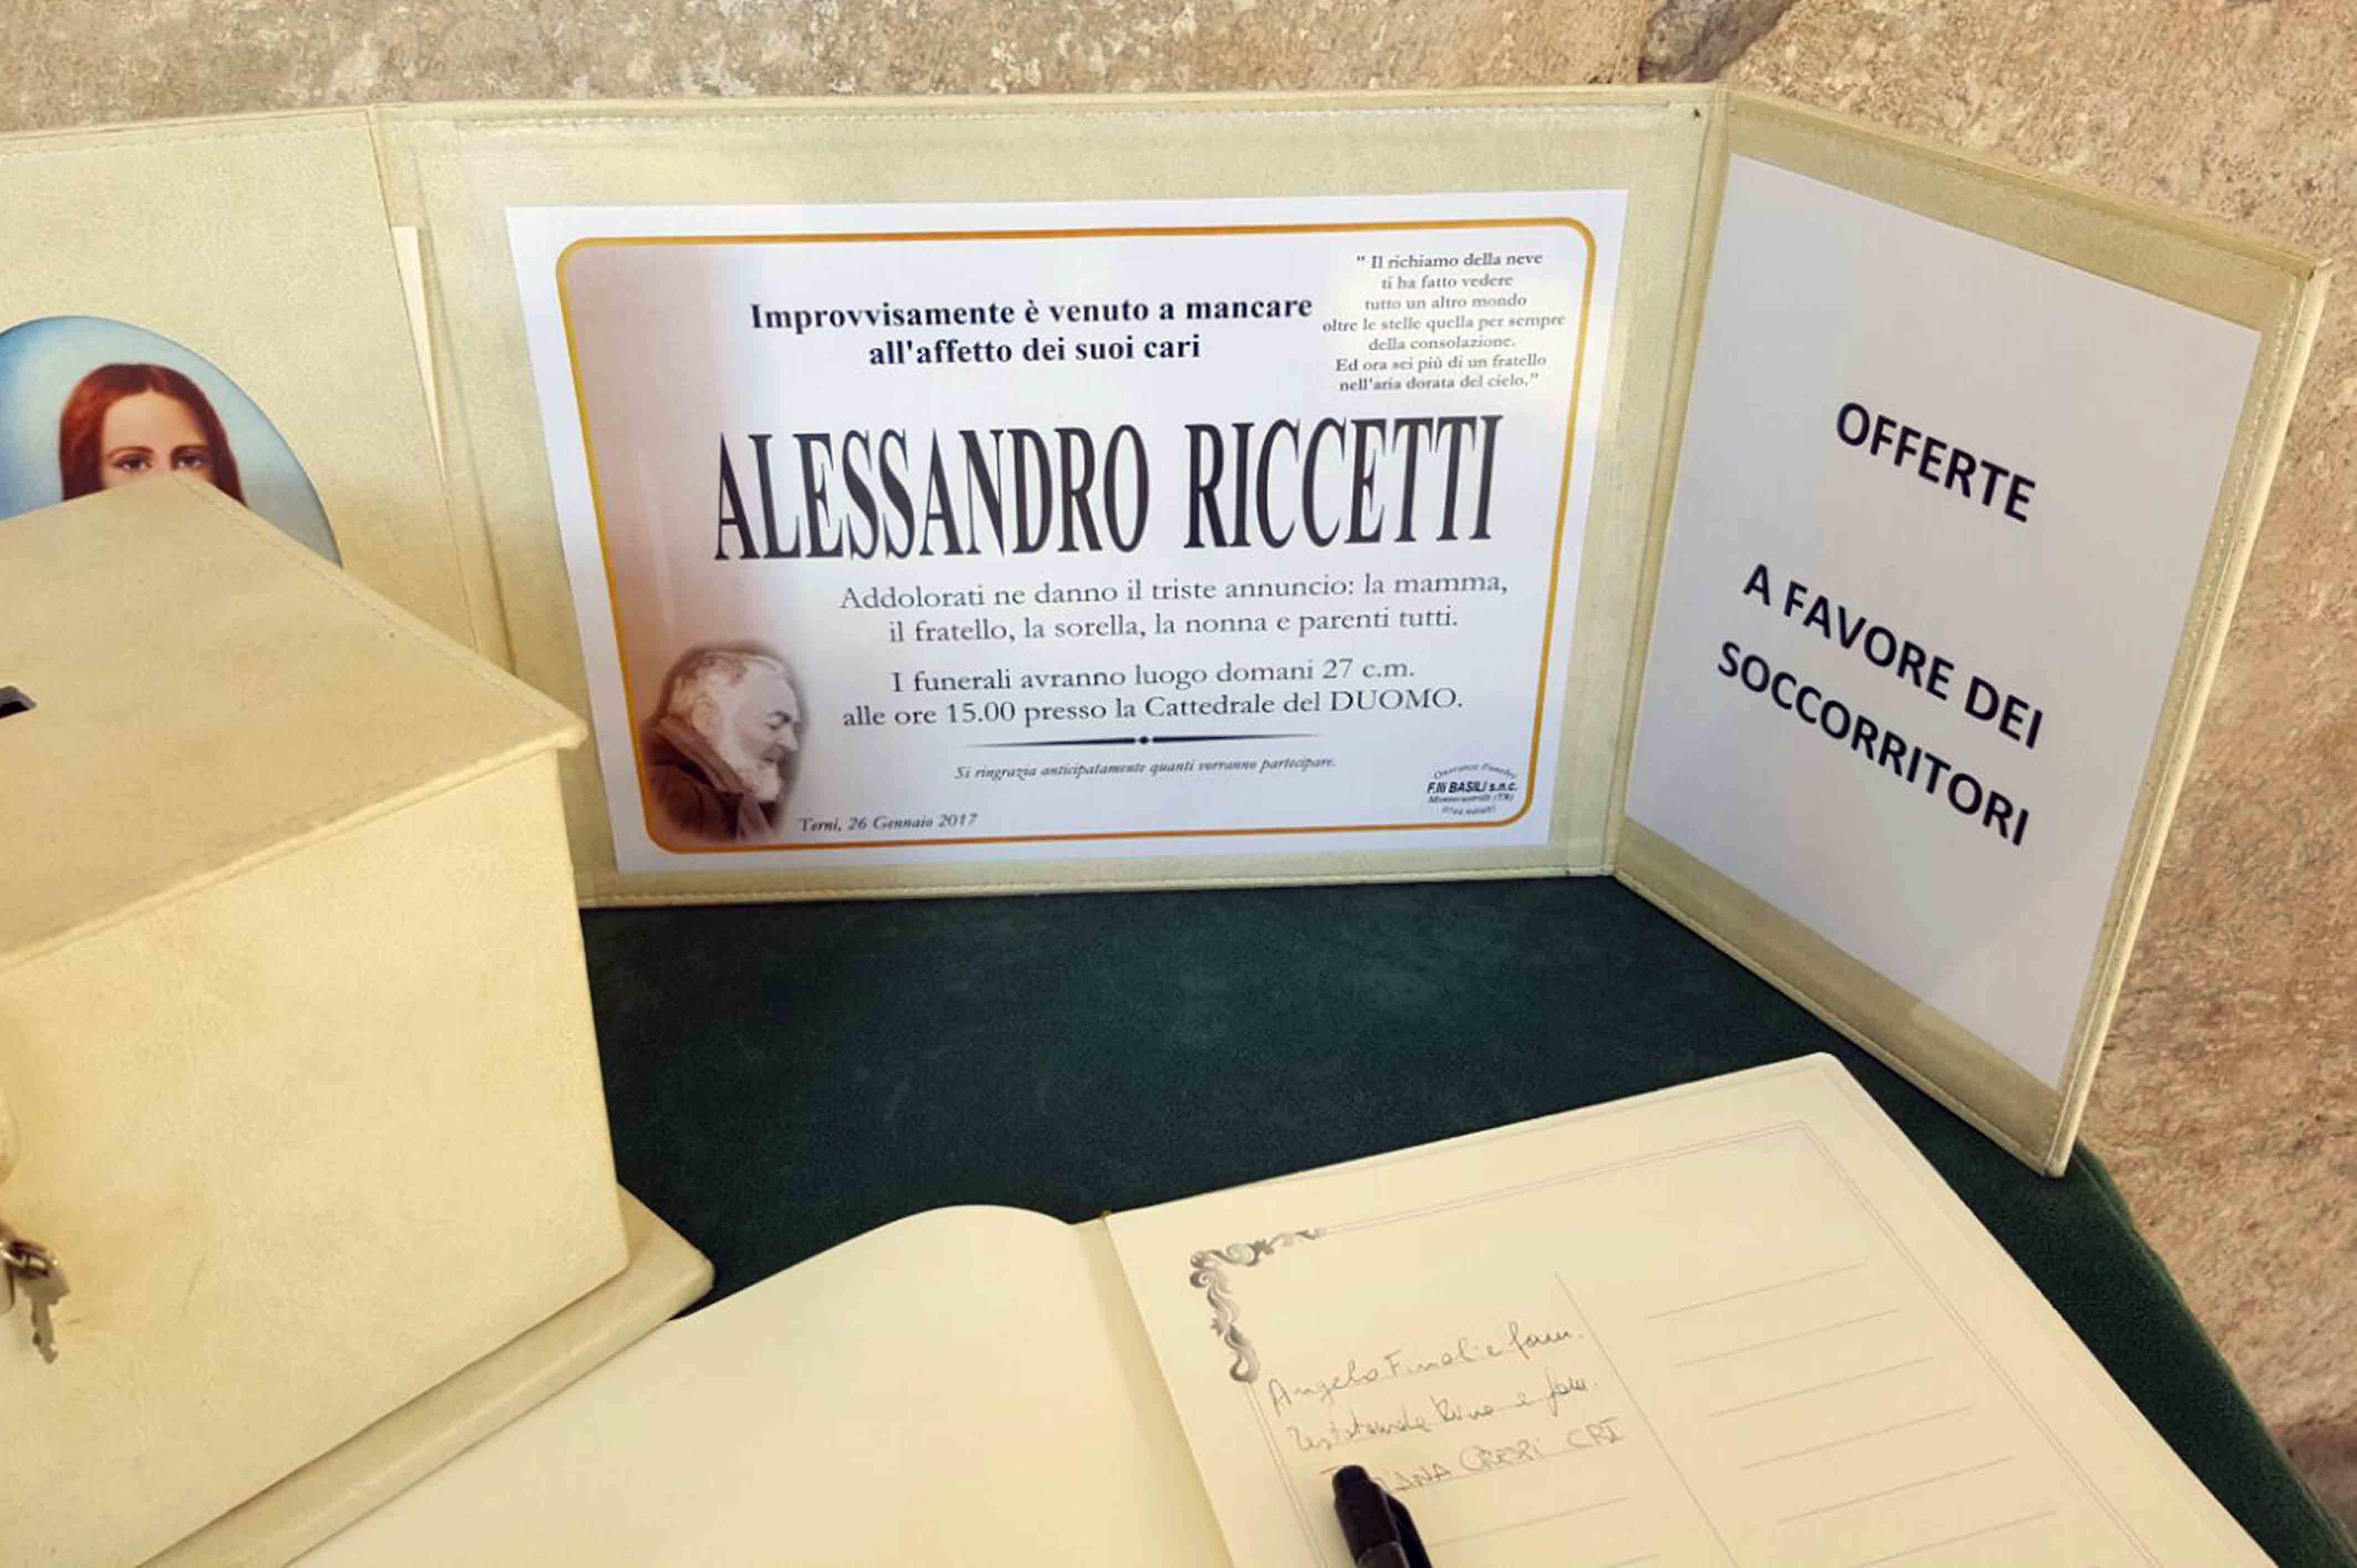 Improvvisamente è venuto a mancare
all'affetto dei suoi cari
" Il richiamo della neve
ti ha fatto vedere
tutto un altro mondo
oltre le stelle quella per sempre
della consolazione.
Ed ora sei più di un fratello
nell'aria dorata del cielo."
ALESSANDRO RICCETTI
Addolorati ne danno il triste annuncio: la mamma,
il fratello, la sorella, la nonna e parenti tutti.
I funerali avranno luogo domani 27 c.m.
alle ore 15.00 presso la Cattedrale del DUOMO.
Si ringrazia anticipatamente quanti vorranno partecipare.
Terni, 26 Gennaio 2017
F.lli BASILI s.n.c.
OFFERTE
A FAVORE DEI
SOCCORRITORI
Angelo e fam.
e fam.
CRI